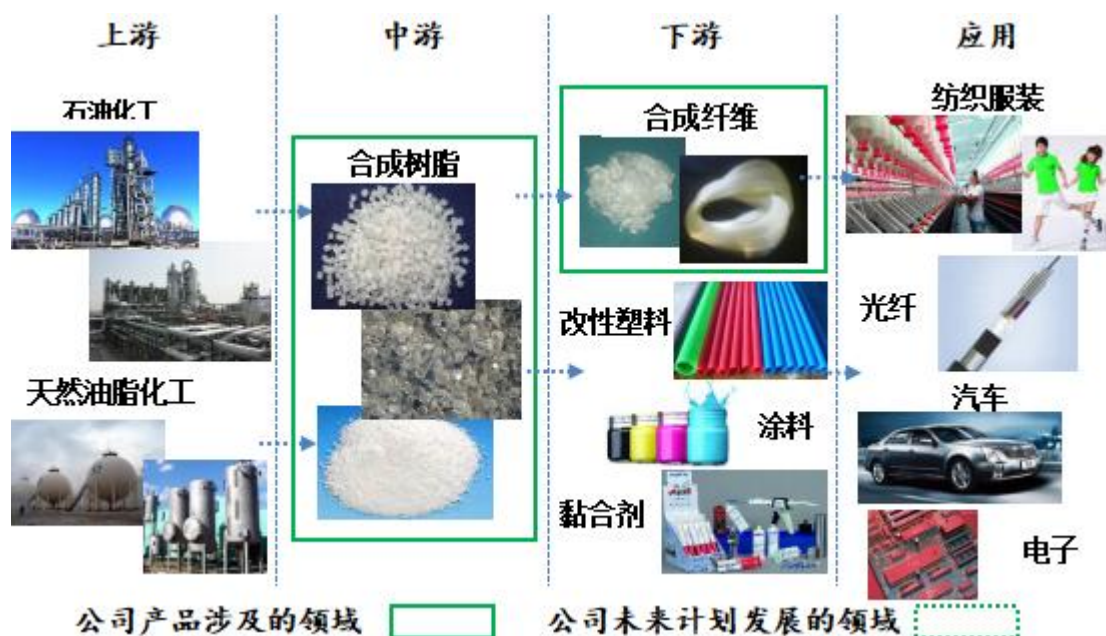 上游 中游 下游 应用
石油化工
合成树脂
合成纤维
纺织服装
改性塑料
光纤
天然油脂化工
涂料
汽车
黏合剂
电子
公司产品涉及的领域 公司未来计划发展的领域